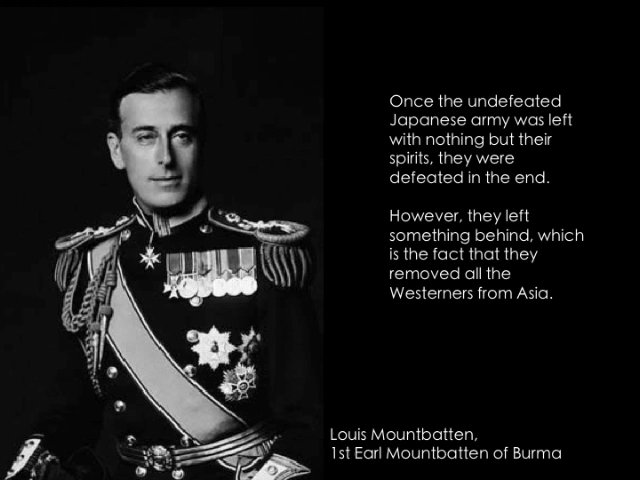 Once the undefeated
Japanese army was left
with nothing but their
spirits, they were
defeated in the end.
However, they left
something behind, which
is the fact that they
removed all the
Westerners from Asia.
Louis Mountbatten,
1st Earl Mountbatten of Burma